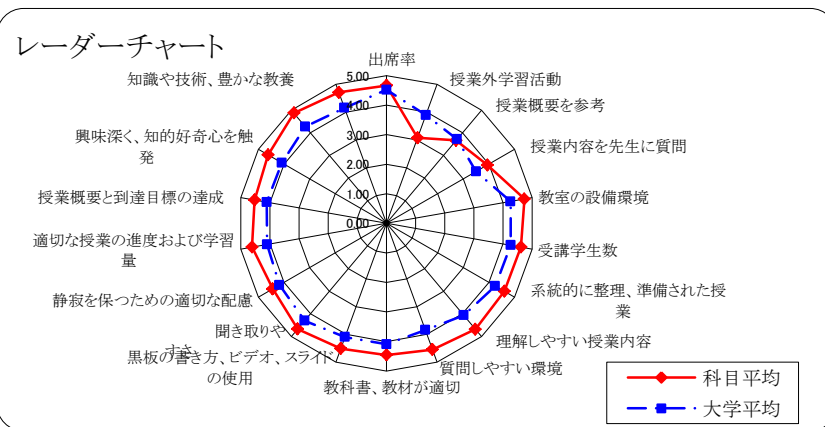 レーダーチャート
出席率
授業外学習活動
授業概要を参考
授業内容を先生に質問
教室の設備環境
受講学生数
系統的に整理、準備された授
業
理解しやすい授業内容
質問しやすい環境
教科書、教材が適切
黒板の書き方、ビデオ、スライド
の使用
聞き取りや
すさ
静寂を保つための適切な配慮
適切な授業の進度および学習
量
授業概要と到達目標の達成
興味深く、知的好奇心を触
発
知識や技術、豊かな教養
5.00
4.00
3.00
2.00
1.00
0.00
科目平均
大学平均